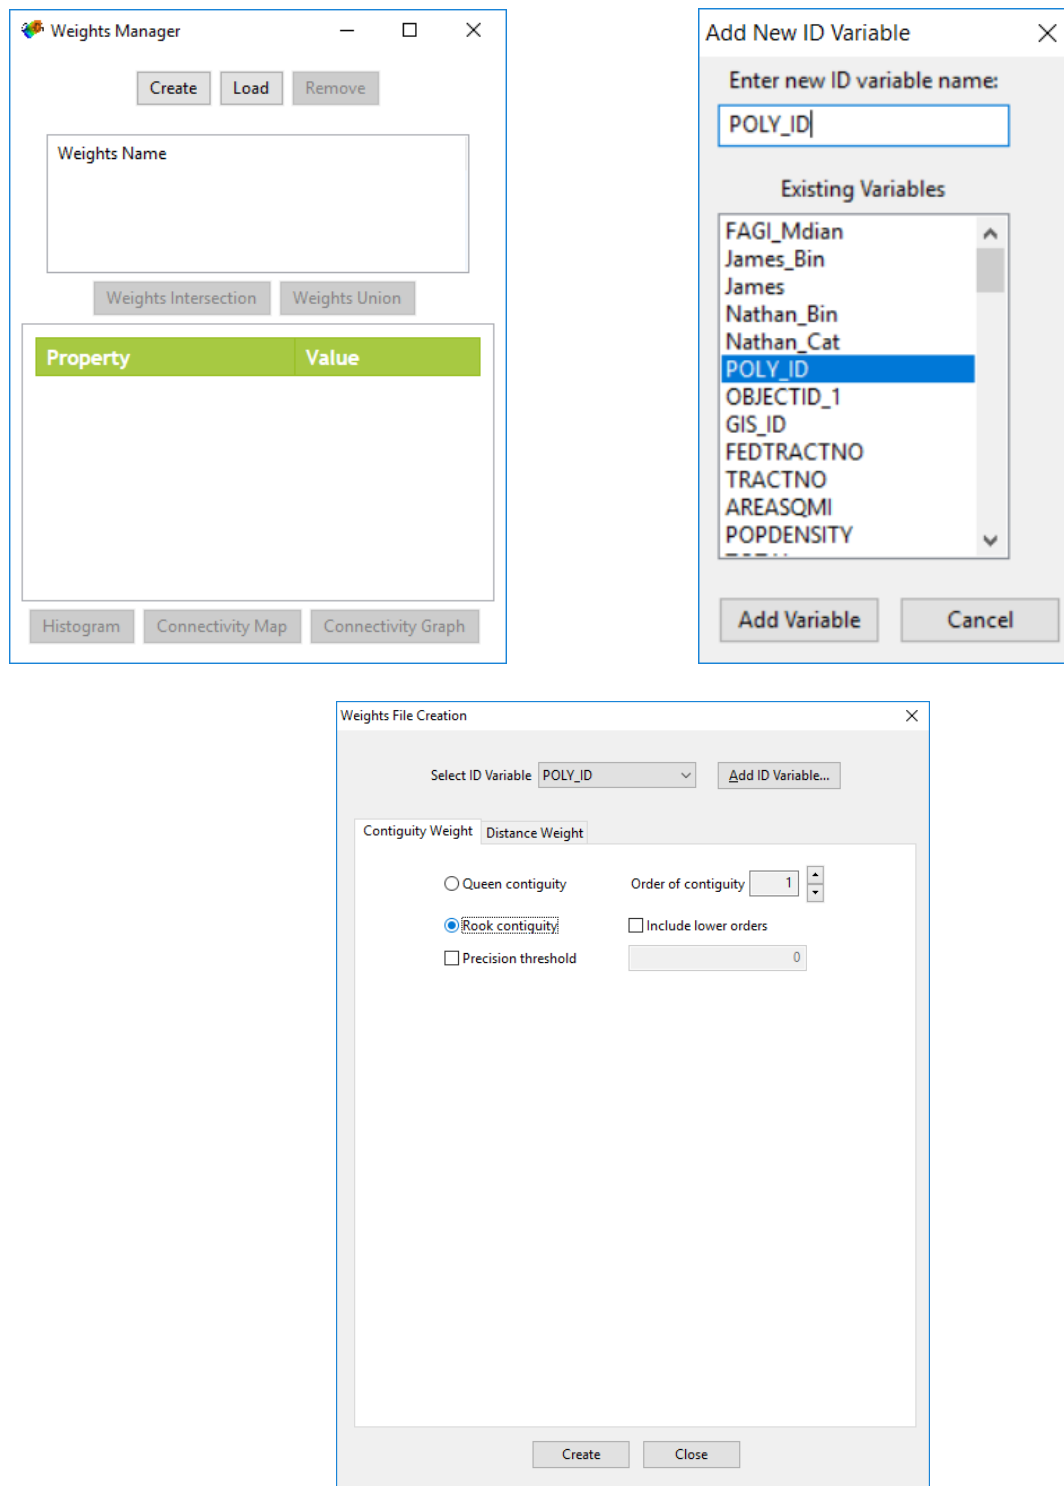 Weights Manager
Create Load Remove
Weights Name
Weights Intersection Weights Union
Property Value
Histogram Connectivity Map Connectivity Graph
Add New ID Variable
Enter new ID variable name:
POLY_ID
Existing Variables
FAGI_Mdian
James_Bin
James
Nathan_Bin
Nathan_Cat
POLY_ID
OBJECTID_1
GIS_ID
FEDTRACTNO
TRACTNO
AREASQMI
POPDENSITY
Add Variable Cancel
Weights File Creation
Select ID Variable POLY_ID Add ID Variable...
Contiguity Weight Distance Weight
Queen contiguity Order of contiguity 1
Rook contiguity Include lower orders
Precision threshold 0
Create Close